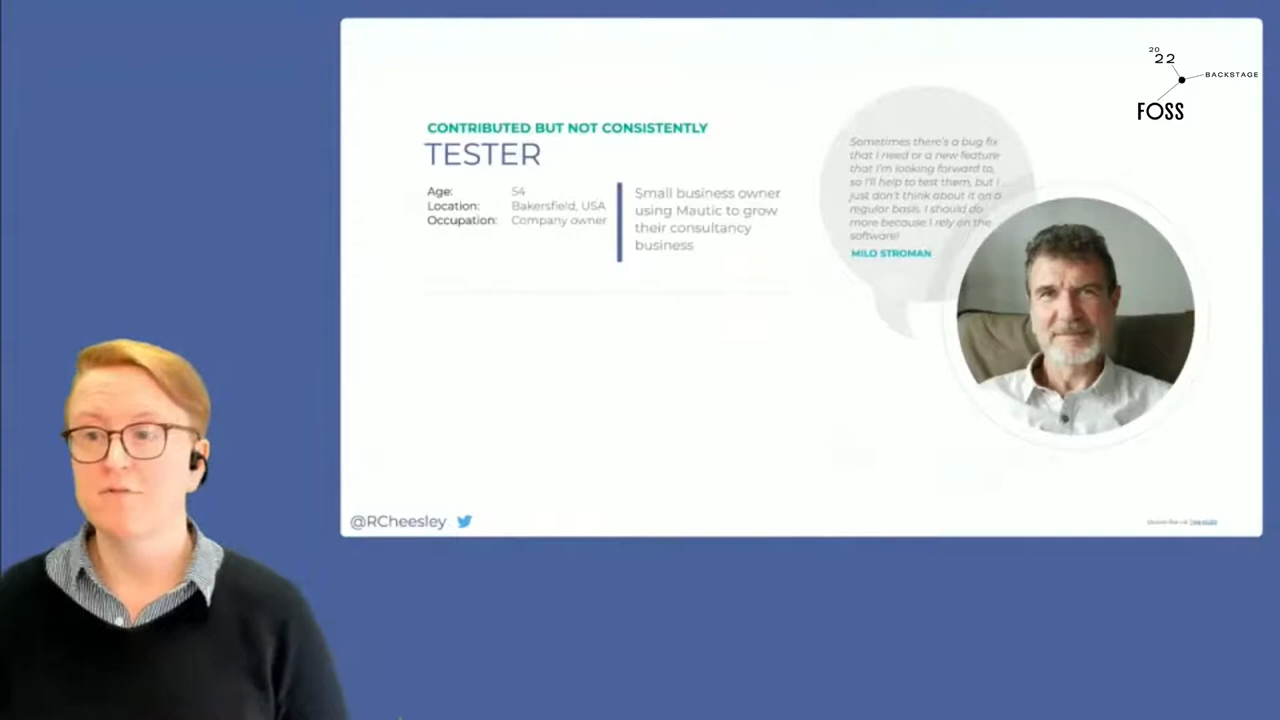 20
22
BACKSTAGE
FOSS
CONTRIBUTED BUT NOT CONSISTENTLY
TESTER
Age: 54
Location: Bakersfield, USA
Occupation: Company owner
Small business owner
using Mautic to grow
their consultancy
business
Sometimes there's a bug fix
that I need or a new feature
that I'm looking forward to,
so I'll help to test them, but I
just don't think about it on a
regular basis. I should do
more because I rely on the
software!
MILO STROMAN
@RCheesley